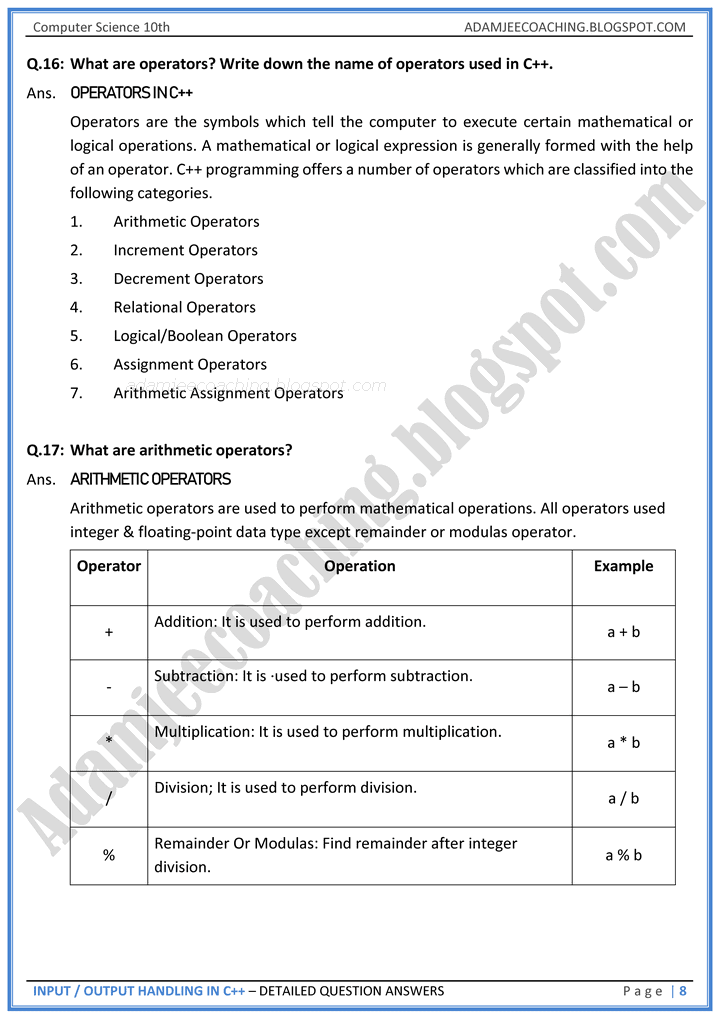 Computer Science 10th ADAMJEECOACHING.BLOGSPOT.COM
Q.16: What are operators? Write down the name of operators used in C++.
Ans. OPERATORS IN C++
Operators are the symbols which tell the computer to execute certain mathematical or
logical operations. A mathematical or logical expression is generally formed with the help
of an operator. C++ programming offers a number of operators which are classified into the
following categories.
1. Arithmetic Operators
2. Increment Operators
3. Decrement Operators
4. Relational Operators
5. Logical/Boolean Operators
6. Assignment Operators
adamjeecoaching.blogspot.com
7. Arithmetic Assignment Operators
Q.17: What are arithmetic operators?
Ans. ARITHMETIC OPERATORS
Arithmetic operators are used to perform mathematical operations. All operators used
integer & floating-point data type except remainder or modulas operator.
Operator Operation Example
+ Addition: It is used to perform addition. a + b
- Subtraction: It is ·used to perform subtraction. a – b
* Multiplication: It is used to perform multiplication. a * b
/ Division; It is used to perform division. a / b
% Remainder Or Modulas: Find remainder after integer
division. a % b
Adamjeecoaching.blogspot.com
INPUT / OUTPUT HANDLING IN C++ – DETAILED QUESTION ANSWERS P a g e | 8